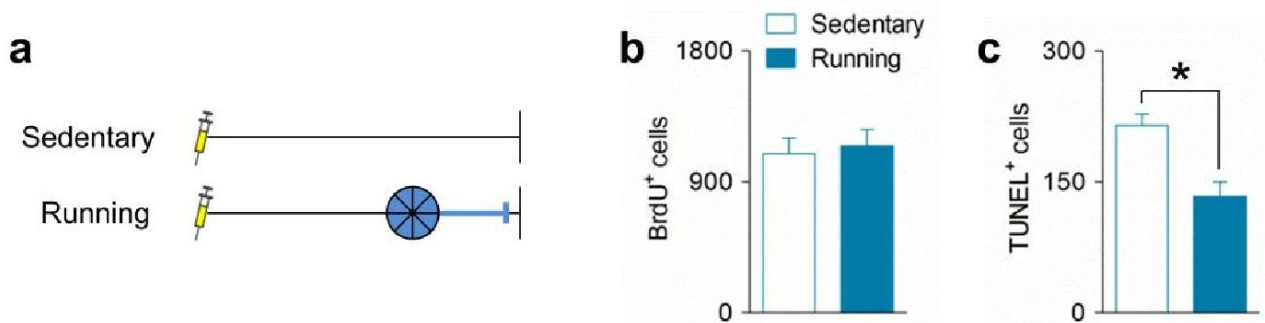 a
Sedentary
Running
b
Sedentary
Running
1800
900
0
BrdU⁺ cells
c
300
150
0
TUNEL⁺ cells
*